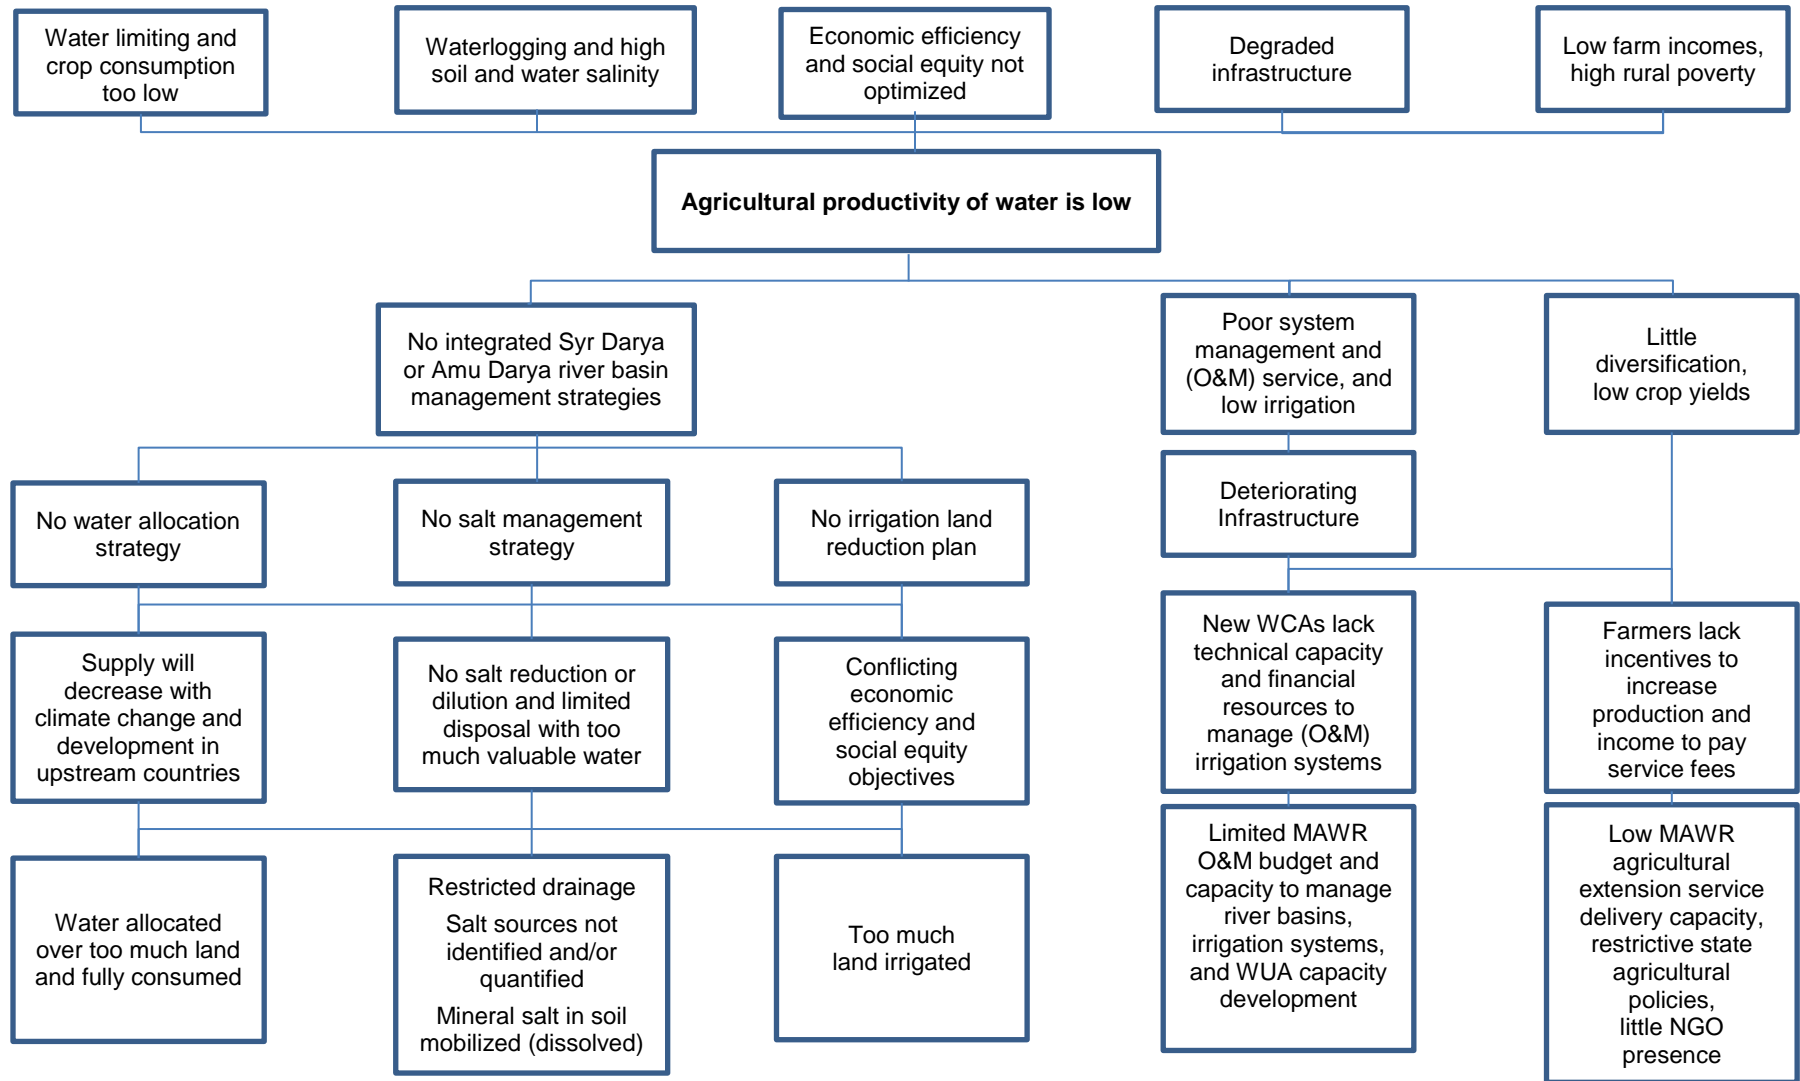 Water limiting and
crop consumption
too low
Waterlogging and high
soil and water salinity
Economic efficiency
and social equity not
optimized
Degraded
infrastructure
Low farm incomes,
high rural poverty
Agricultural productivity of water is low
No integrated Syr Darya
or Amu Darya river basin
management strategies
Poor system
management and
(O&M) service, and
low irrigation
Little
diversification,
low crop yields
Deteriorating
Infrastructure
No water allocation
strategy
No salt management
strategy
No irrigation land
reduction plan
Supply will
decrease with
climate change and
development in
upstream countries
No salt reduction or
dilution and limited
disposal with too
much valuable water
Conflicting
economic
efficiency and
social equity
objectives
New WCAs lack
technical capacity
and financial
resources to
manage (O&M)
irrigation systems
Farmers lack
incentives to
increase
production and
income to pay
service fees
Water allocated
over too much land
and fully consumed
Restricted drainage
Salt sources not
identified and/or
quantified
Mineral salt in soil
mobilized (dissolved)
Too much
land irrigated
Limited MAWR
O&M budget and
capacity to manage
river basins,
irrigation systems,
and WUA capacity
development
Low MAWR
agricultural
extension service
delivery capacity,
restrictive state
agricultural
policies,
little NGO
presence